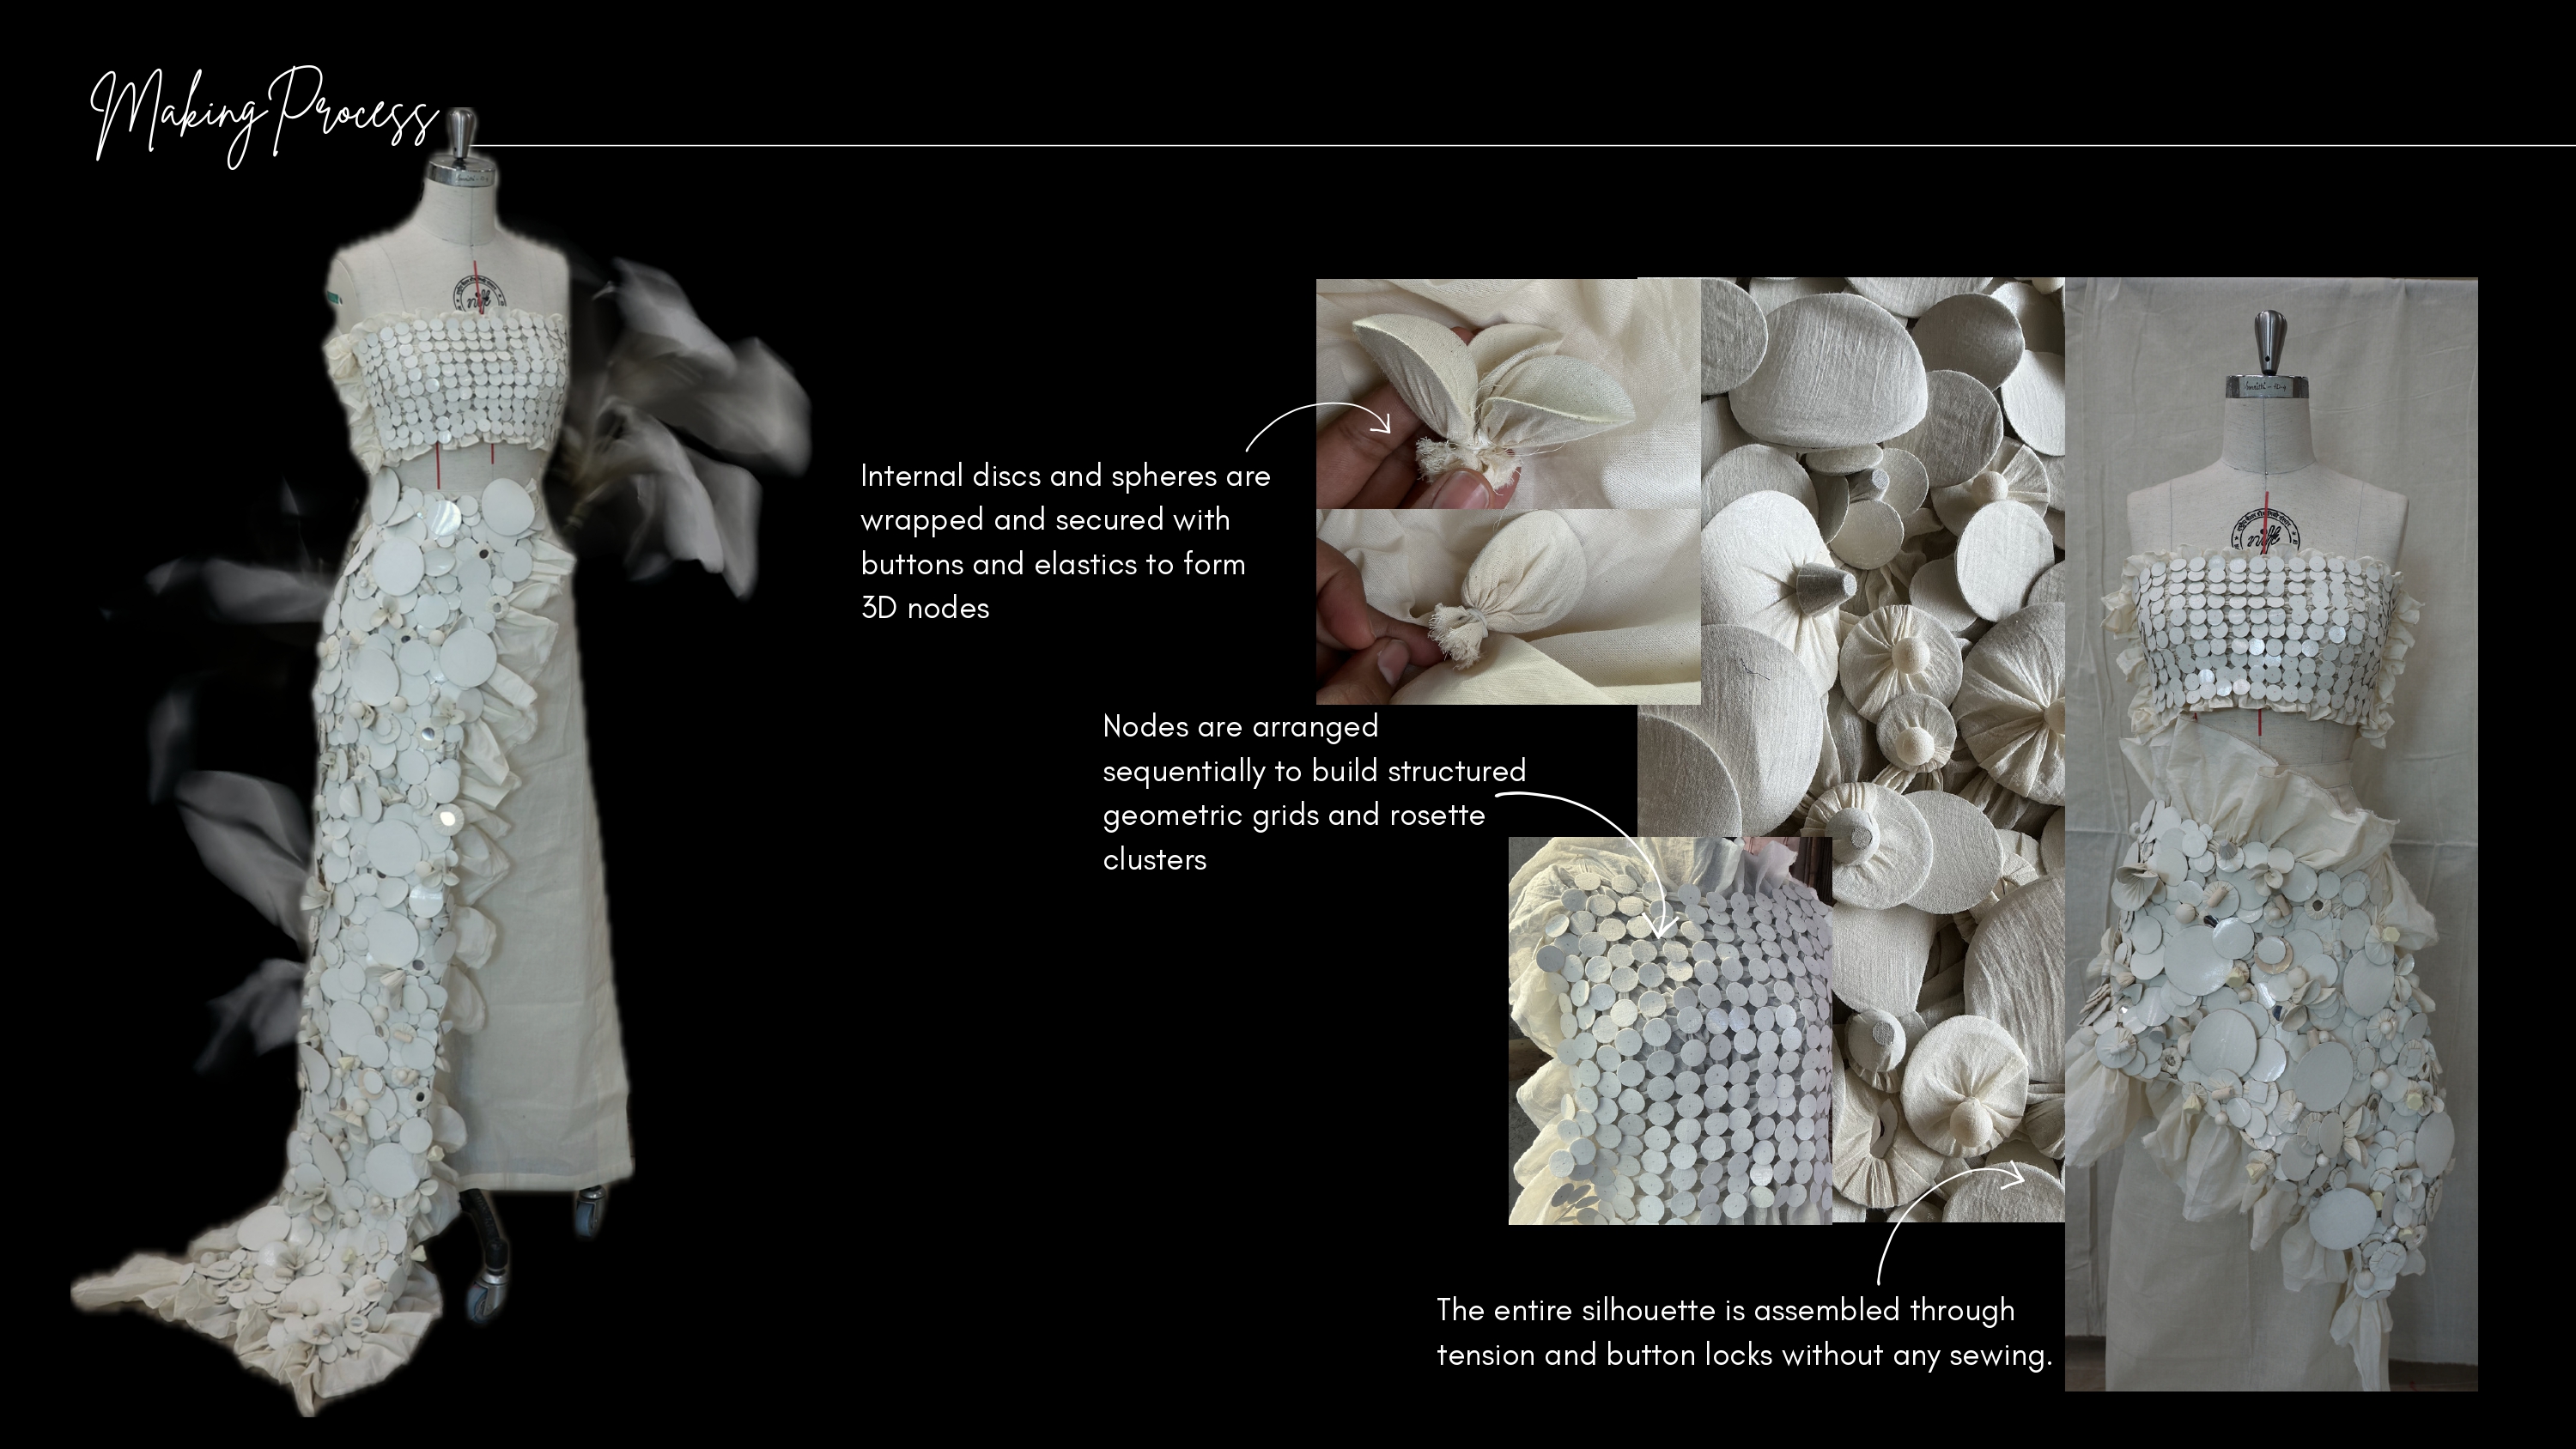 Making Process
Internal discs and spheres are
wrapped and secured with
buttons and elastics to form
3D nodes
Nodes are arranged
sequentially to build structured
geometric grids and rosette
clusters
The entire silhouette is assembled through
tension and button locks without any sewing.